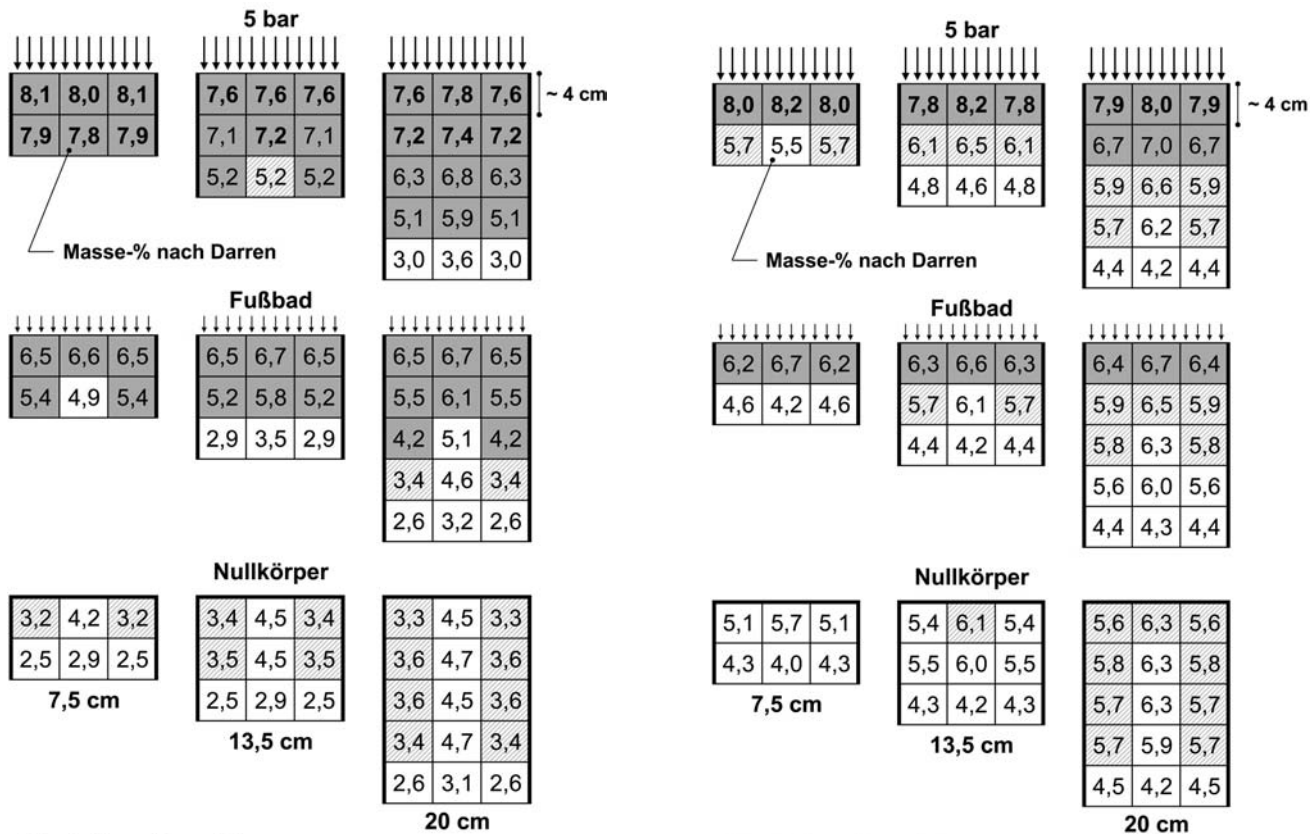 5 bar
8,1 8,0 8,1
7,9 7,8 7,9
7,6 7,6 7,6
7,1 7,2 7,1
5,2 5,2 5,2
7,6 7,8 7,6
7,2 7,4 7,2
6,3 6,8 6,3
5,1 5,9 5,1
3,0 3,6 3,0
~ 4 cm
Masse-% nach Darren
Fußbad
6,5 6,6 6,5
5,4 4,9 5,4
6,5 6,7 6,5
5,2 5,8 5,2
2,9 3,5 2,9
6,5 6,7 6,5
5,5 6,1 5,5
4,2 5,1 4,2
3,4 4,6 3,4
2,6 3,2 2,6
Nullkörper
3,2 4,2 3,2
2,5 2,9 2,5
7,5 cm
3,4 4,5 3,4
3,5 4,5 3,5
2,5 2,9 2,5
13,5 cm
3,3 4,5 3,3
3,6 4,7 3,6
3,6 4,5 3,6
3,4 4,7 3,4
2,6 3,1 2,6
20 cm
5 bar
8,0 8,2 8,0
5,7 5,5 5,7
7,8 8,2 7,8
6,1 6,5 6,1
4,8 4,6 4,8
7,9 8,0 7,9
6,7 7,0 6,7
5,9 6,6 5,9
5,7 6,2 5,7
4,4 4,2 4,4
~ 4 cm
Masse-% nach Darren
Fußbad
6,2 6,7 6,2
4,6 4,2 4,6
6,3 6,6 6,3
5,7 6,1 5,7
4,4 4,2 4,4
6,4 6,7 6,4
5,9 6,5 5,9
5,8 6,3 5,8
5,6 6,0 5,6
4,4 4,3 4,4
Nullkörper
5,1 5,7 5,1
4,3 4,0 4,3
7,5 cm
5,4 6,1 5,4
5,5 6,0 5,5
4,3 4,2 4,3
13,5 cm
5,6 6,3 5,6
5,8 6,3 5,8
5,7 6,3 5,7
5,7 5,9 5,7
4,5 4,2 4,5
20 cm